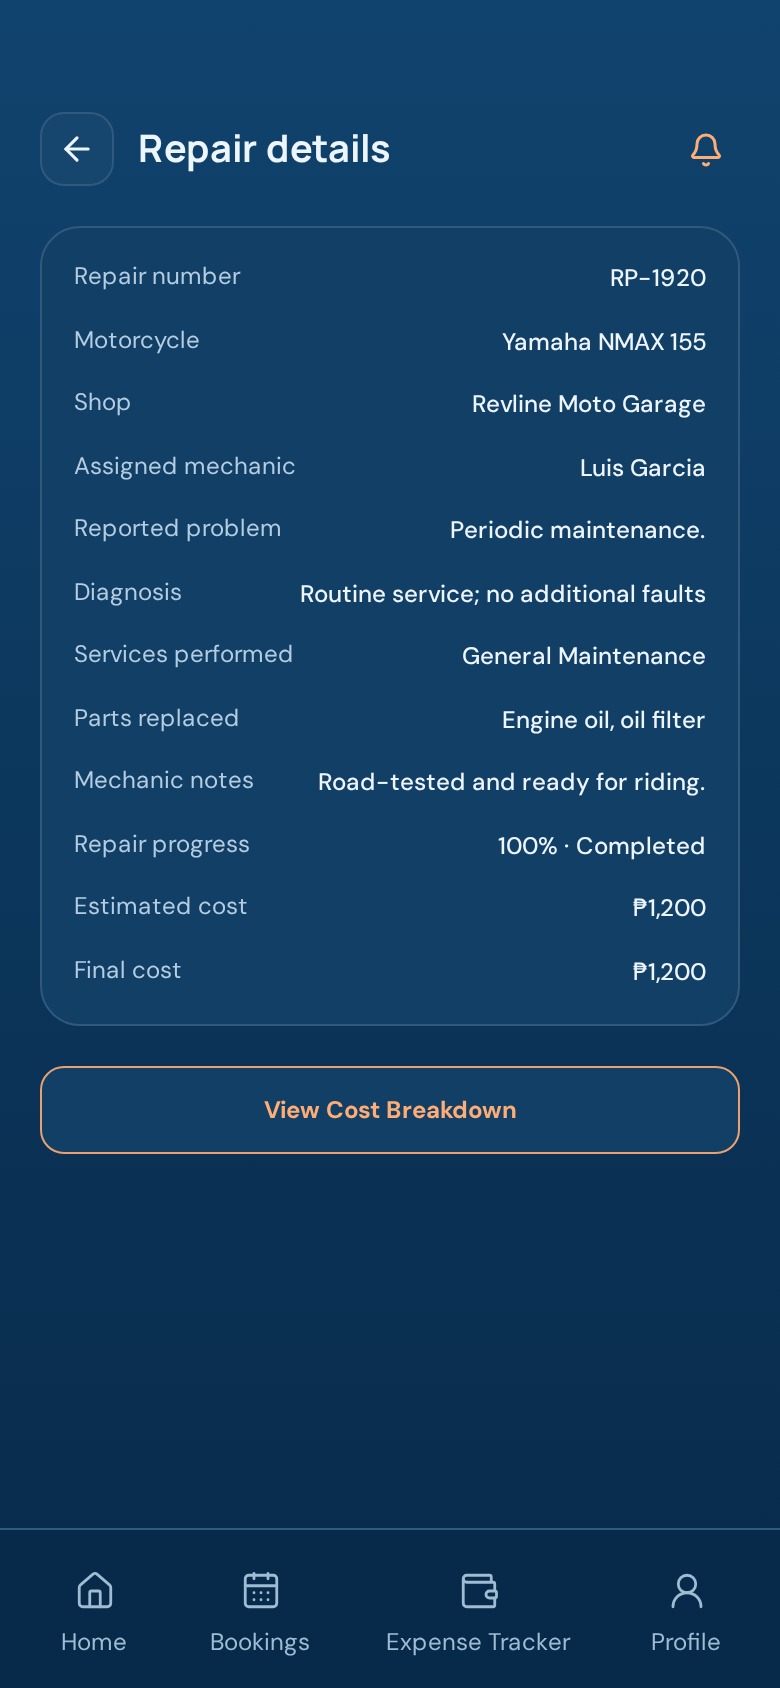 Repair details
Repair number RP-1920
Motorcycle Yamaha NMAX 155
Shop Revline Moto Garage
Assigned mechanic Luis Garcia
Reported problem Periodic maintenance.
Diagnosis Routine service; no additional faults
Services performed General Maintenance
Parts replaced Engine oil, oil filter
Mechanic notes Road-tested and ready for riding.
Repair progress 100% · Completed
Estimated cost ₱1,200
Final cost ₱1,200
View Cost Breakdown
Home Bookings Expense Tracker Profile